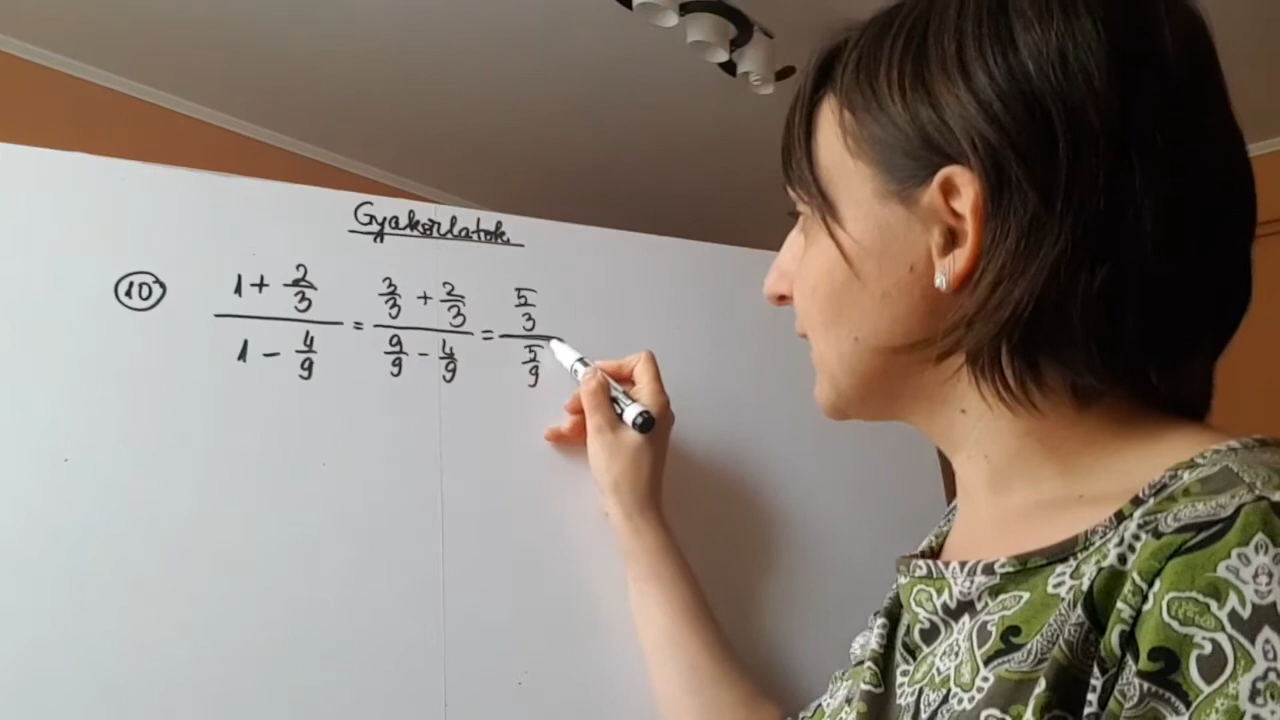 Gyakorlatok
10 (1 + 2/3)/(1 - 4/9) = (3/3 + 2/3)/(9/9 - 4/9) = (5/3)/(5/9)